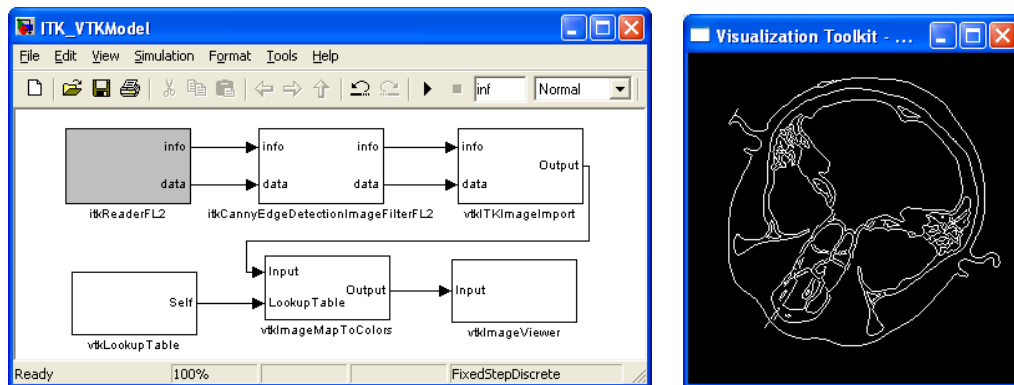 ITK_VTKModel
File Edit View Simulation Format Tools Help
inf Normal
info info info info
Output
data data data data
itkReaderFL2 itkCannyEdgeDetectionImageFilterFL2 vtkITKImageImport
Input
Output Input
Self LookupTable
vtkImageMapToColors vtkImageViewer
vtkLookupTable
Ready 100% FixedStepDiscrete
Visualization Toolkit - ...